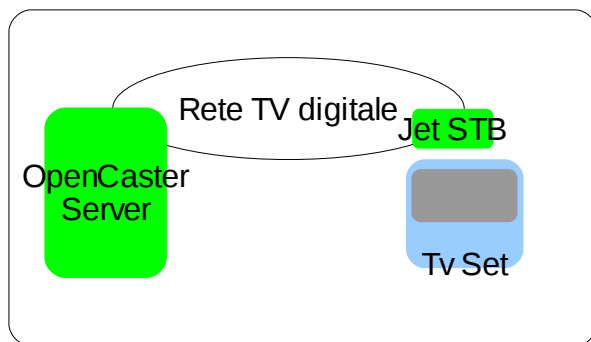 Rete TV digitale
Jet STB
OpenCaster
Server
Tv Set